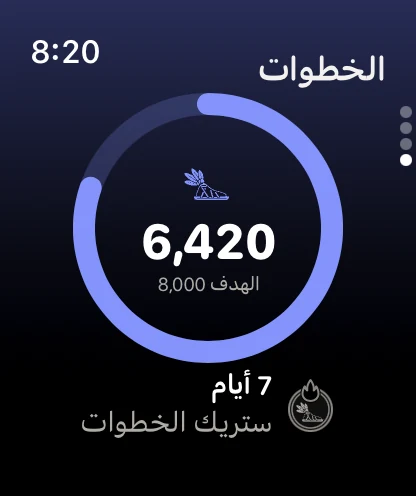 8:20
الخطوات
6,420
الهدف 8,000
7 أيام
ستريك الخطوات